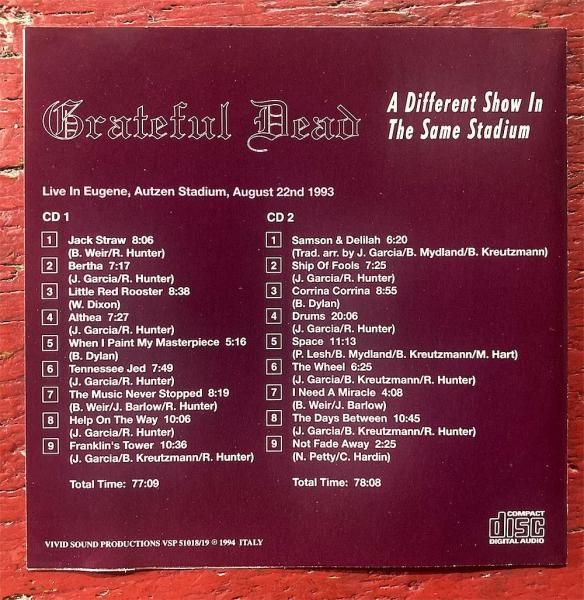 Grateful Dead
A Different Show In
The Same Stadium
Live In Eugene, Autzen Stadium, August 22nd 1993
CD 1
1 Jack Straw 8:06
(B. Weir/R. Hunter)
2 Bertha 7:17
(J. Garcia/R. Hunter)
3 Little Red Rooster 8:38
(W. Dixon)
4 Althea 7:27
(J. Garcia/R. Hunter)
5 When I Paint My Masterpiece 5:16
(B. Dylan)
6 Tennessee Jed 7:49
(J. Garcia/R. Hunter)
7 The Music Never Stopped 8:19
(B. Weir/J. Barlow/R. Hunter)
8 Help On The Way 10:06
(J. Garcia/R. Hunter)
9 Franklin's Tower 10:36
(J. Garcia/B. Kreutzmann/R. Hunter)
Total Time: 77:09
CD 2
1 Samson & Delilah 6:20
(Trad. arr. by J. Garcia/B. Mydland/B. Kreutzmann)
2 Ship Of Fools 7:25
(J. Garcia/R. Hunter)
3 Corrina Corrina 8:55
(B. Dylan)
4 Drums 20:06
5 Space 11:13
(P. Lesh/B. Mydland/B. Kreutzmann/M. Hart)
6 The Wheel 6:25
(J. Garcia/B. Kreutzmann/R. Hunter)
7 I Need A Miracle 4:08
(B. Weir/J. Barlow)
8 The Days Between 10:45
(J. Garcia/B. Kreutzmann/R. Hunter)
9 Not Fade Away 2:25
(N. Petty/C. Hardin)
Total Time: 78:08
VIVID SOUND PRODUCTIONS VSP 51018/19 ℗ 1994 ITALY
COMPACT
disc
DIGITAL AUDIO